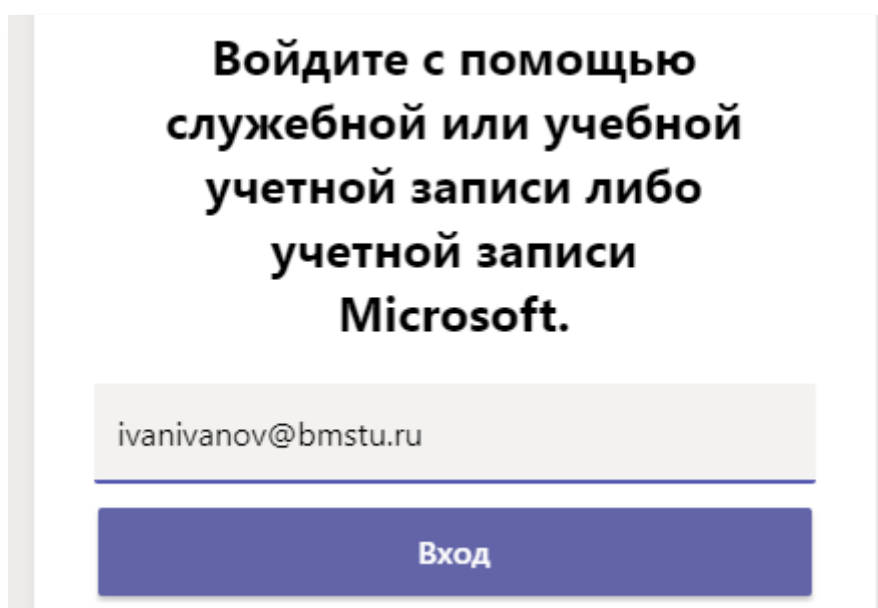 Войдите с помощью
служебной или учебной
учетной записи либо
учетной записи
Microsoft.
ivanivanov@bmstu.ru
Вход